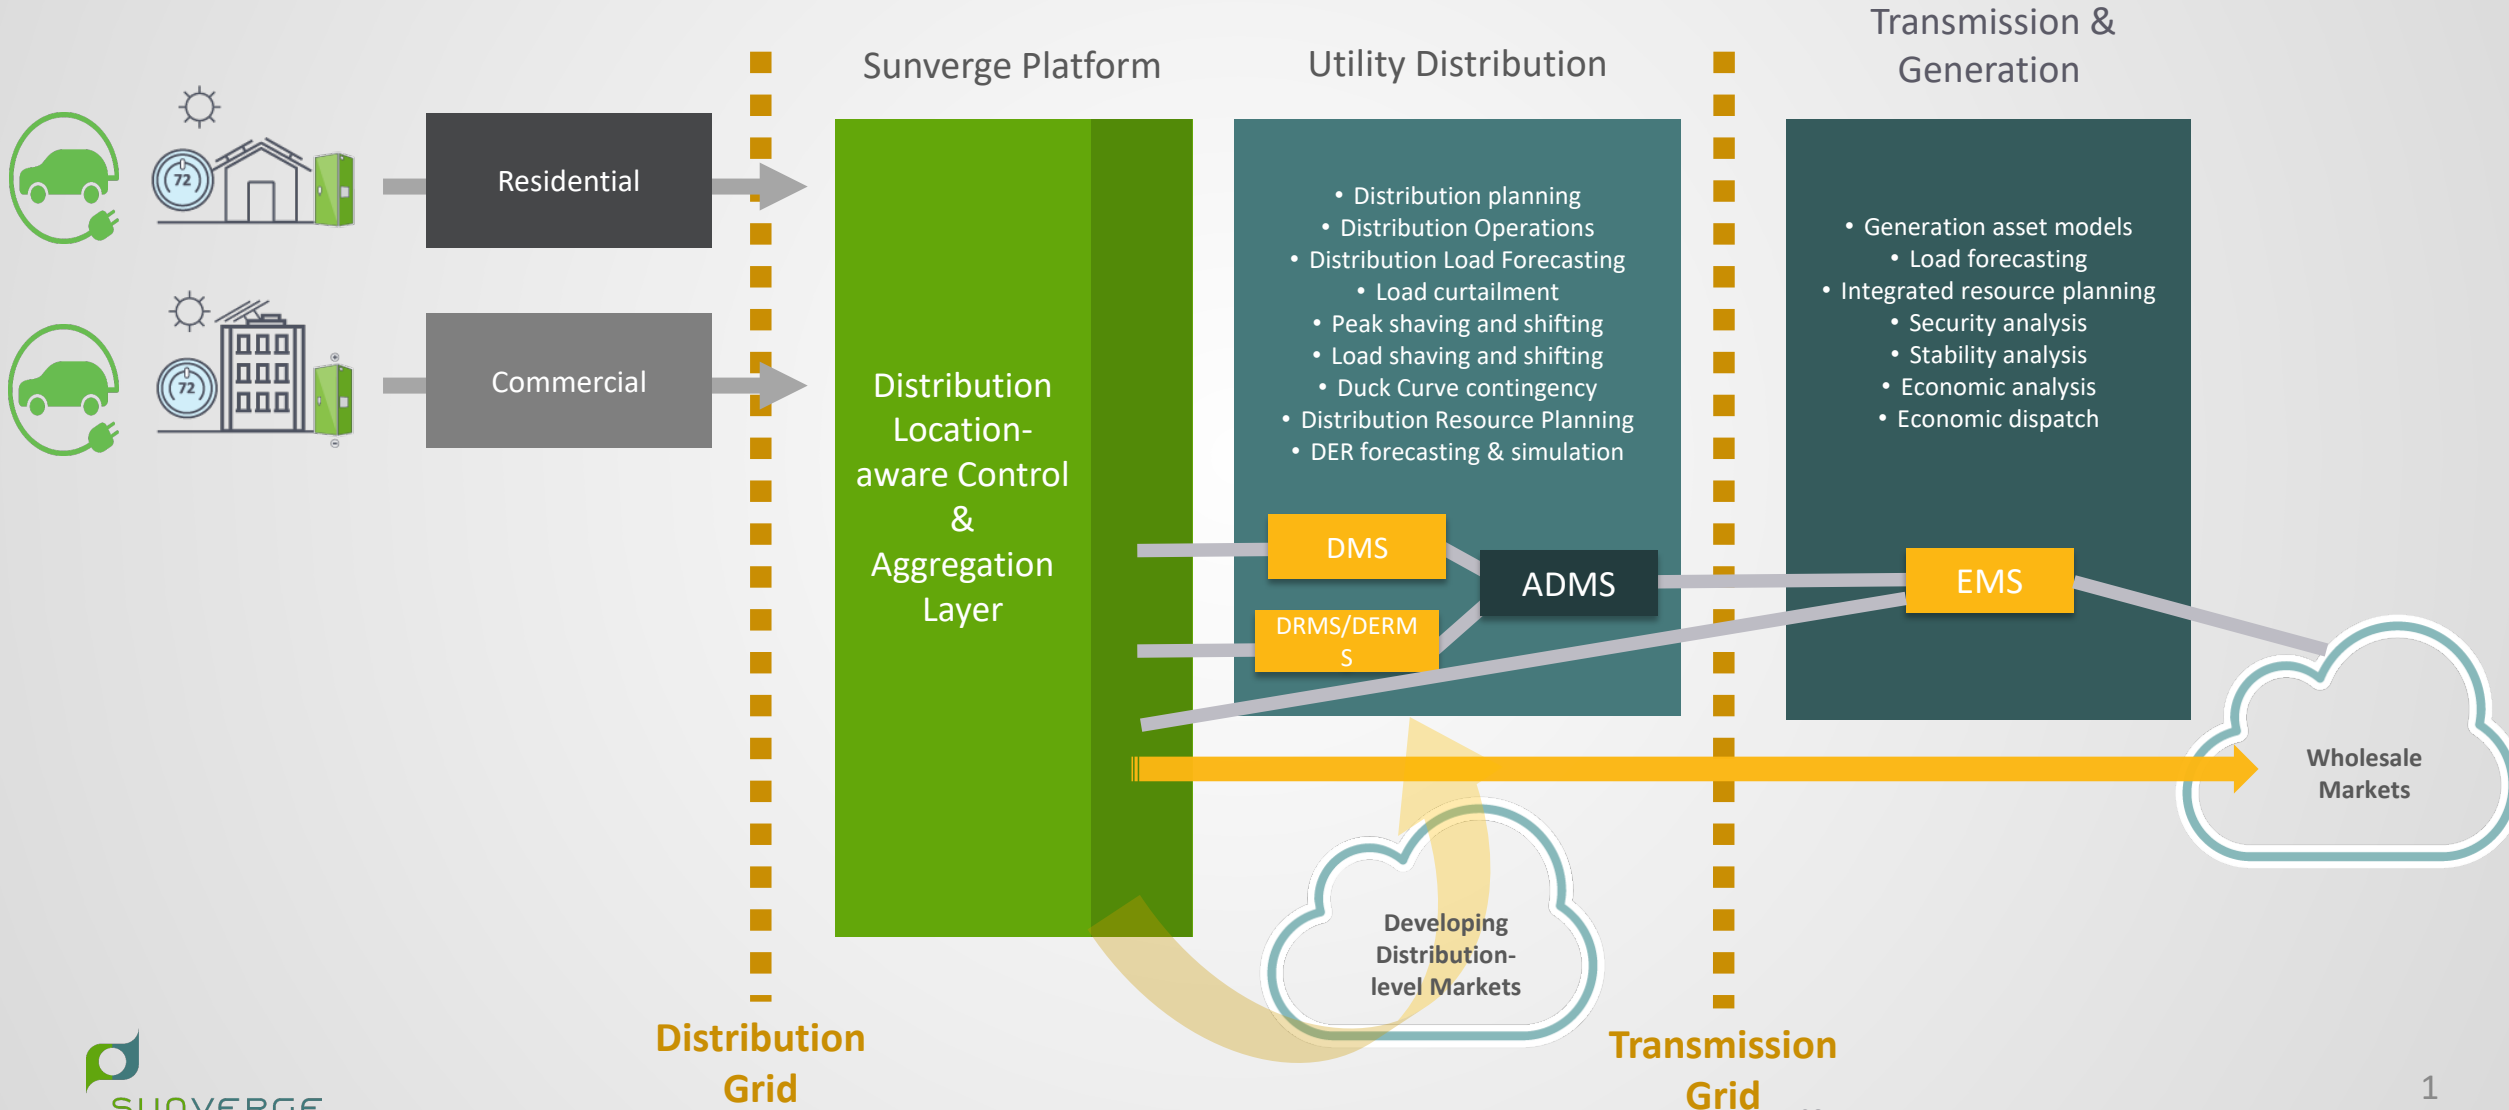 Residential
72
Commercial
72
Distribution
Grid
Sunverge Platform
Distribution
Location-
aware Control
&
Aggregation
Layer
Utility Distribution
• Distribution planning
• Distribution Operations
• Distribution Load Forecasting
• Load curtailment
• Peak shaving and shifting
• Load shaving and shifting
• Duck Curve contingency
• Distribution Resource Planning
• DER forecasting & simulation
DMS
ADMS
DRMS/DERM
S
Developing
Distribution-
level Markets
Transmission
Grid
Transmission &
Generation
• Generation asset models
• Load forecasting
• Integrated resource planning
• Security analysis
• Stability analysis
• Economic analysis
• Economic dispatch
EMS
Wholesale
Markets
SUNVERGE
1